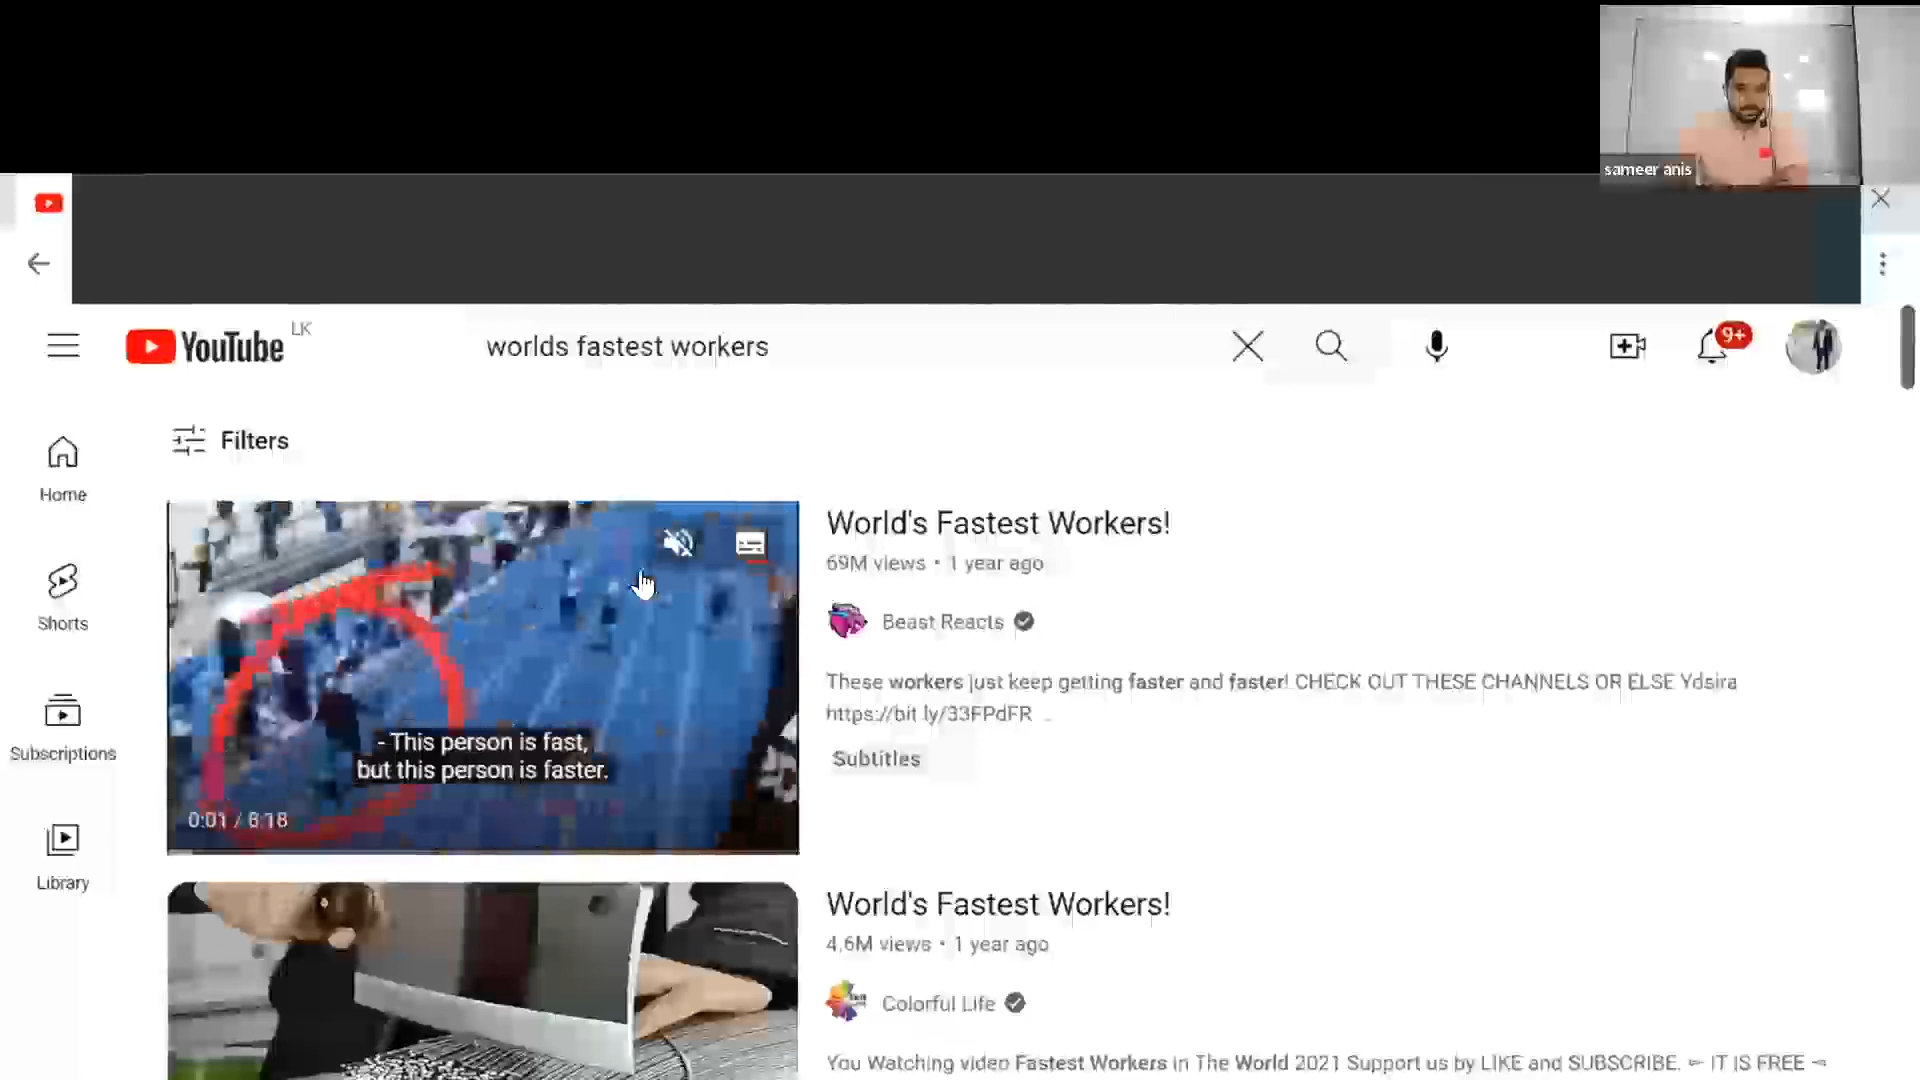 sameer anis
YouTube LK
worlds fastest workers
9+
Filters
Home
Shorts
Subscriptions
Library
- This person is fast,
but this person is faster.
0:01 / 8:18
World's Fastest Workers!
69M views • 1 year ago
Beast Reacts
These workers just keep getting faster and faster! CHECK OUT THESE CHANNELS OR ELSE Ydsira
https://bit.ly/33FPdFR ...
Subtitles
World's Fastest Workers!
4.6M views • 1 year ago
Colorful Life
You Watching video Fastest Workers in The World 2021 Support us by LIKE and SUBSCRIBE. ► IT IS FREE ◄